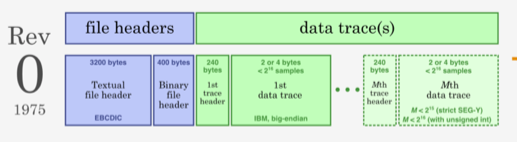 Rev
0
1975
file headers
data trace(s)
3200 bytes
Textual
file header
EBCDIC
400 bytes
Binary
file
header
240
bytes
1st
trace
header
2 or 4 bytes
< 2¹⁶ samples
1st
data trace
IBM, big-endian
240
bytes
Mth
trace
header
2 or 4 bytes
< 2¹⁶ samples
Mth
data trace
M < 2¹⁵ (strict SEG-Y)
M < 2¹⁶ (with unsigned int)